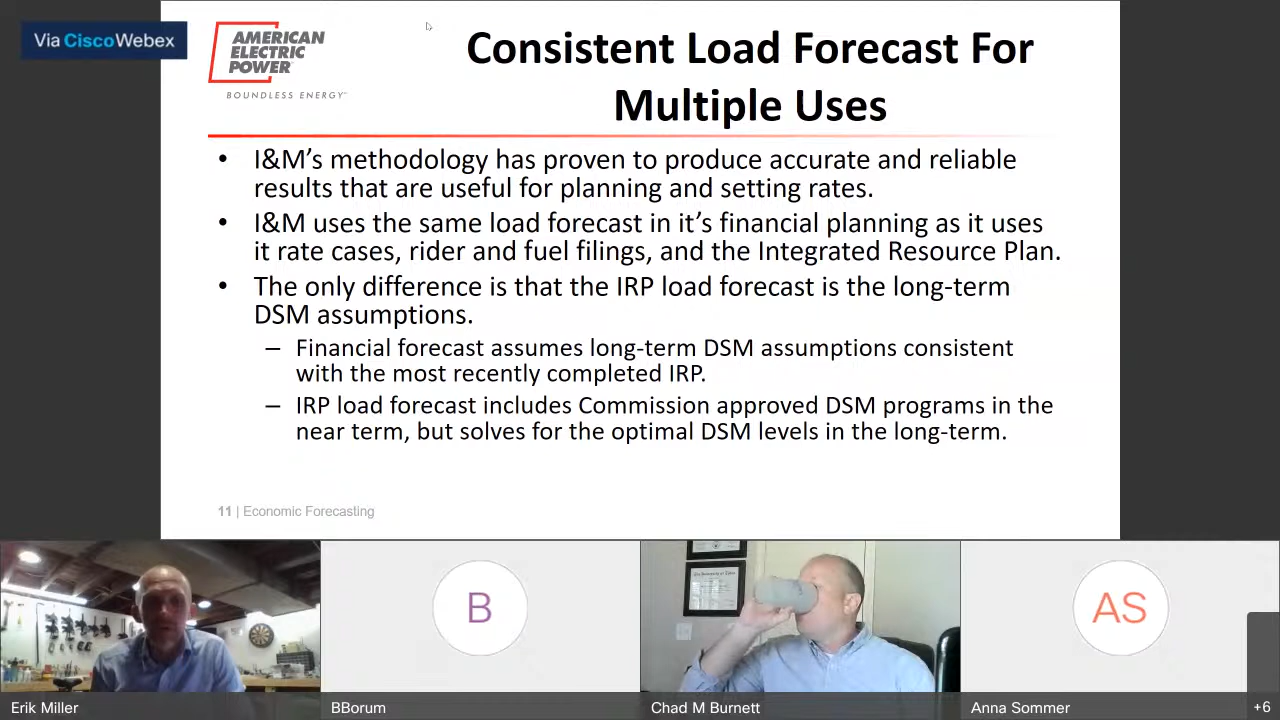 Via Cisco Webex
AMERICAN
ELECTRIC
POWER
BOUNDLESS ENERGY
Consistent Load Forecast For
Multiple Uses
• I&M’s methodology has proven to produce accurate and reliable
results that are useful for planning and setting rates.
• I&M uses the same load forecast in it’s financial planning as it uses
it rate cases, rider and fuel filings, and the Integrated Resource Plan.
• The only difference is that the IRP load forecast is the long-term
DSM assumptions.
– Financial forecast assumes long-term DSM assumptions consistent
with the most recently completed IRP.
– IRP load forecast includes Commission approved DSM programs in the
near term, but solves for the optimal DSM levels in the long-term.
11 | Economic Forecasting
B
AS
Erik Miller
BBorum
Chad M Burnett
Anna Sommer
+6